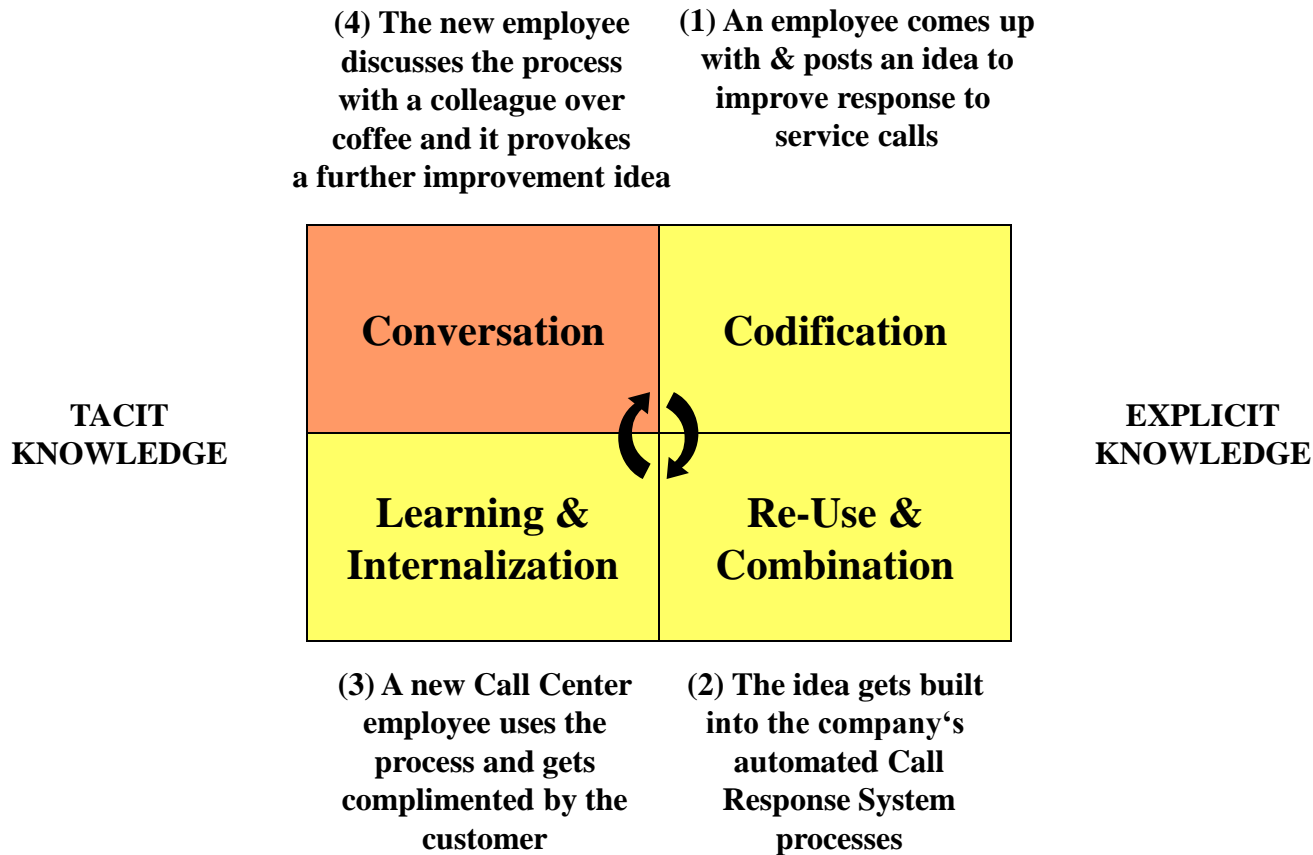 (4) The new employee
discusses the process
with a colleague over
coffee and it provokes
a further improvement idea
(1) An employee comes up
with & posts an idea to
improve response to
service calls
Conversation
Codification
TACIT
KNOWLEDGE
EXPLICIT
KNOWLEDGE
Learning &
Internalization
Re-Use &
Combination
(3) A new Call Center
employee uses the
process and gets
complimented by the
customer
(2) The idea gets built
into the company‘s
automated Call
Response System
processes